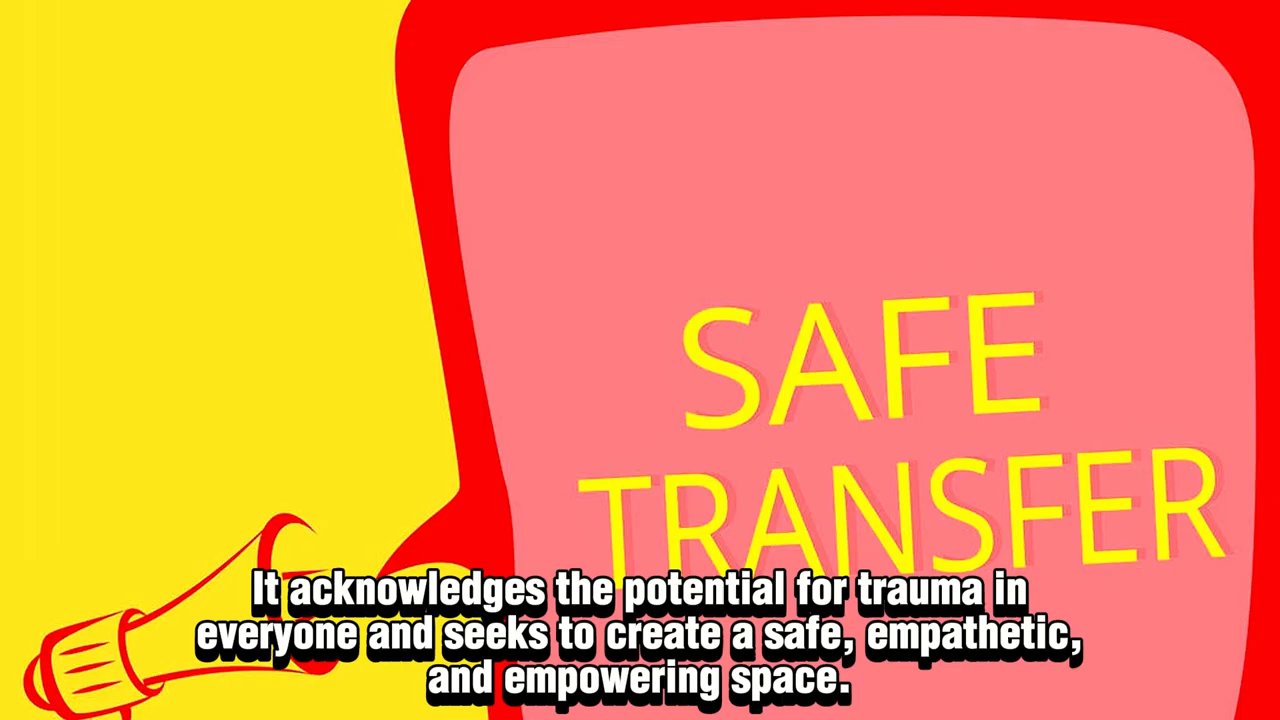 SAFE
TRANSFER
It acknowledges the potential for trauma in
everyone and seeks to create a safe, empathetic,
and empowering space.